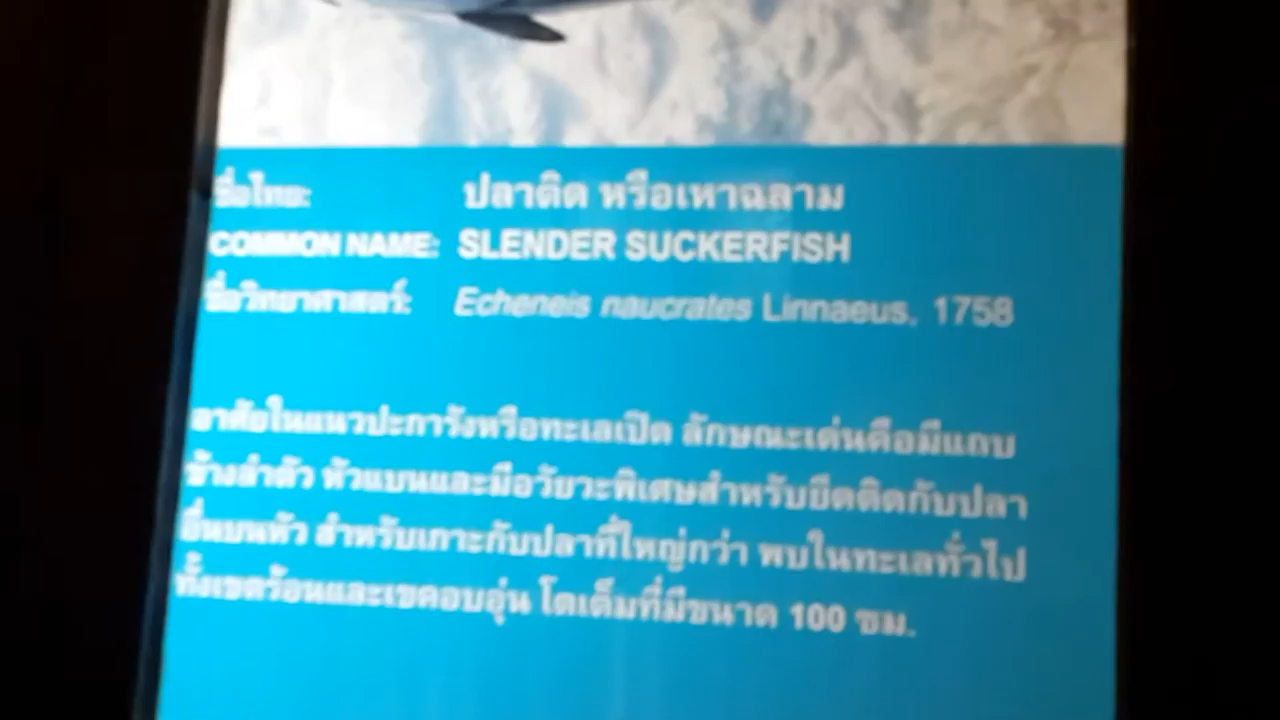 ชื่อไทย: ปลาติด หรือเหาฉลาม
COMMON NAME: SLENDER SUCKERFISH
ชื่อวิทยาศาสตร์: Echeneis naucrates Linnaeus, 1758
อาศัยในแนวปะการังหรือทะเลเปิด ลักษณะเด่นคือมีแถบ
ข้างลำตัว หัวแบนและมีอวัยวะพิเศษสำหรับยึดติดกับปลา
อื่นบนหัว สำหรับเกาะกับปลาที่ใหญ่กว่า พบในทะเลทั่วไป
ทั้งเขตร้อนและเขตอบอุ่น โตเต็มที่มีขนาด 100 ซม.